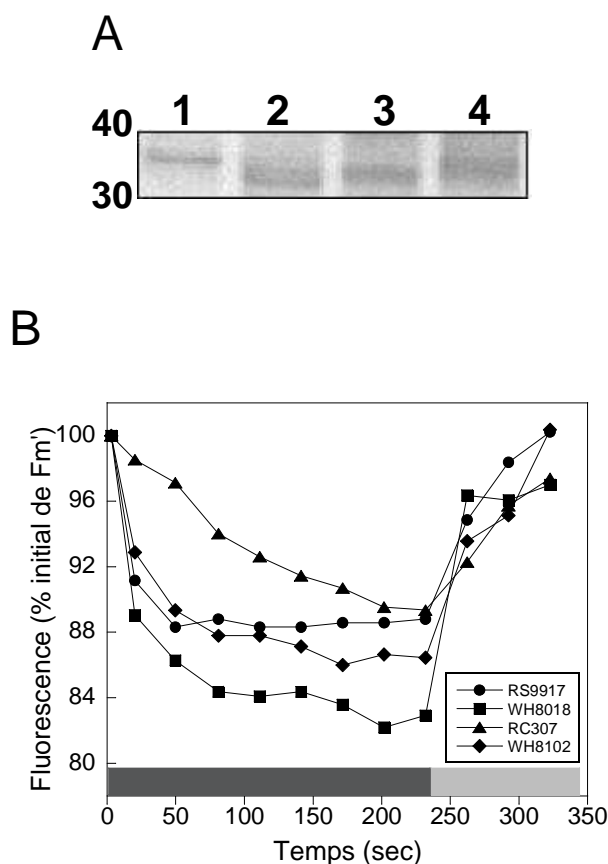 A
1 2 3 4
40
30
B
Fluorescence (% initial de Fm')
100
96
92
88
84
80
RS9917
WH8018
RC307
WH8102
0 50 100 150 200 250 300 350
Temps (sec)